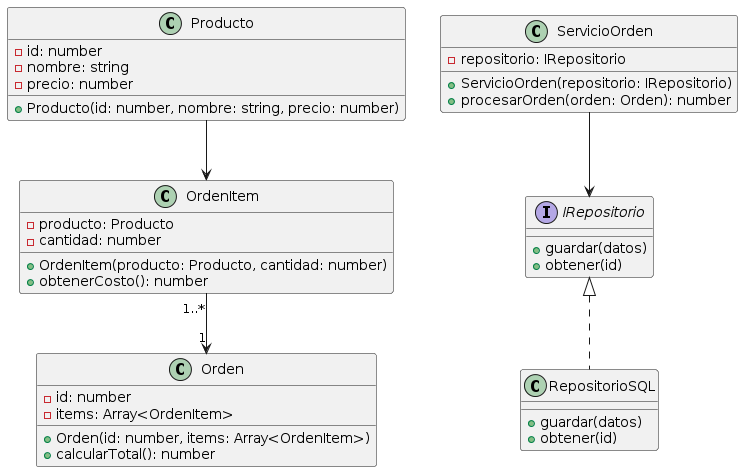 C Producto
id: number
nombre: string
precio: number
Producto(id: number, nombre: string, precio: number)
C OrdenItem
producto: Producto
cantidad: number
OrdenItem(producto: Producto, cantidad: number)
obtenerCosto(): number
1..*
1
C Orden
id: number
items: Array<OrdenItem>
Orden(id: number, items: Array<OrdenItem>)
calcularTotal(): number
C ServicioOrden
repositorio: IRepositorio
ServicioOrden(repositorio: IRepositorio)
procesarOrden(orden: Orden): number
I IRepositorio
guardar(datos)
obtener(id)
C RepositorioSQL
guardar(datos)
obtener(id)